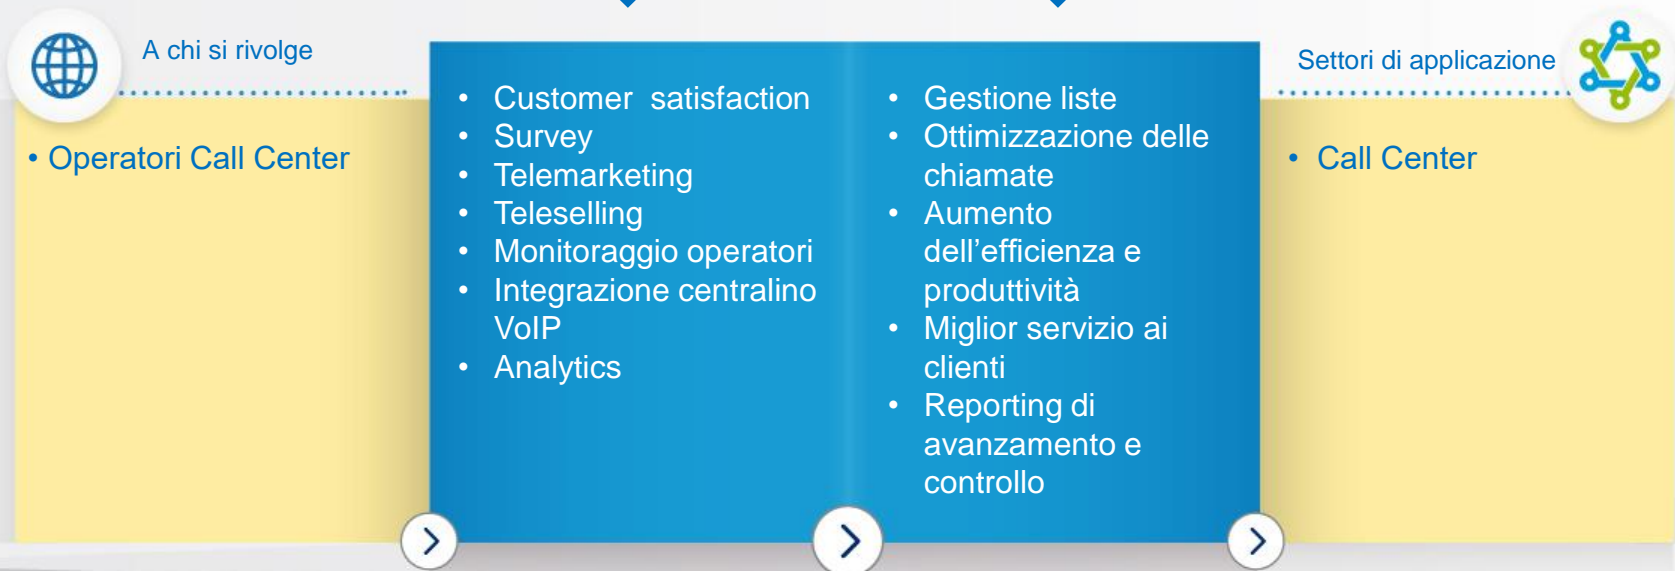 A chi si rivolge
• Operatori Call Center
• Customer satisfaction
• Survey
• Telemarketing
• Teleselling
• Monitoraggio operatori
• Integrazione centralino
VoIP
• Analytics
• Gestione liste
• Ottimizzazione delle
chiamate
• Aumento
dell’efficienza e
produttività
• Miglior servizio ai
clienti
• Reporting di
avanzamento e
controllo
Settori di applicazione
• Call Center